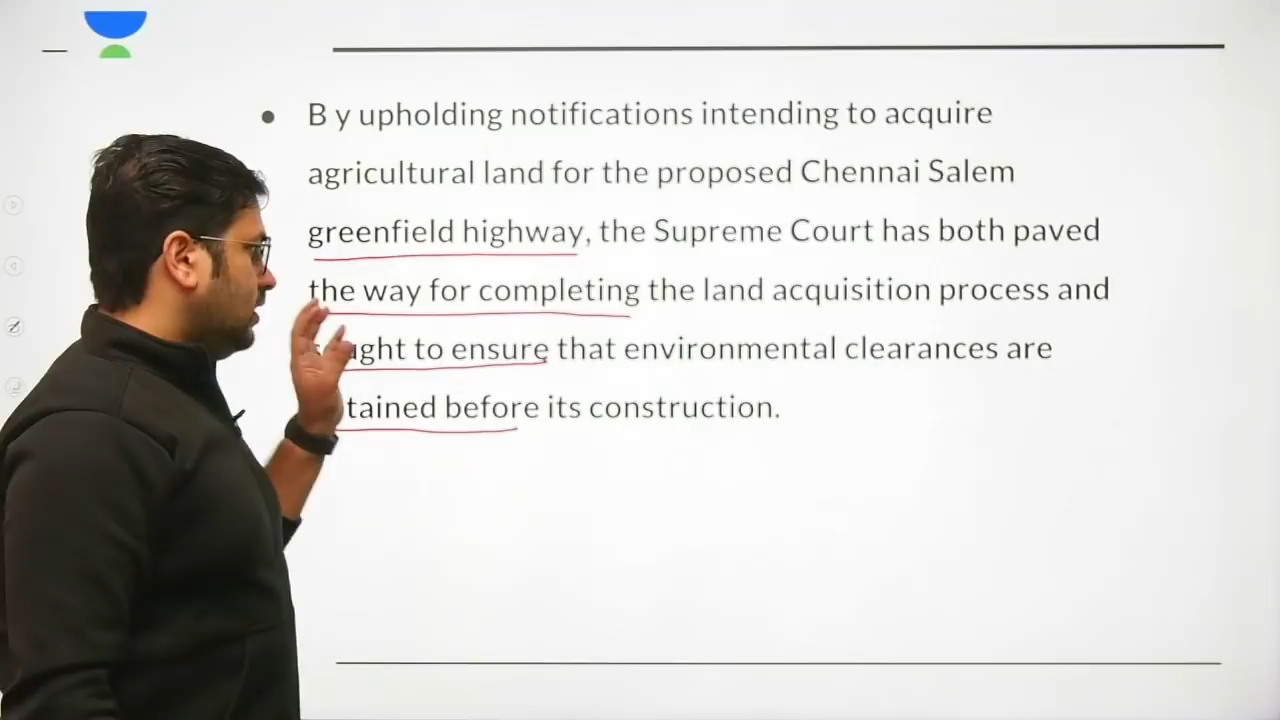 B y upholding notifications intending to acquire
agricultural land for the proposed Chennai Salem
greenfield highway, the Supreme Court has both paved
the way for completing the land acquisition process and
to ensure that environmental clearances are
before its construction.